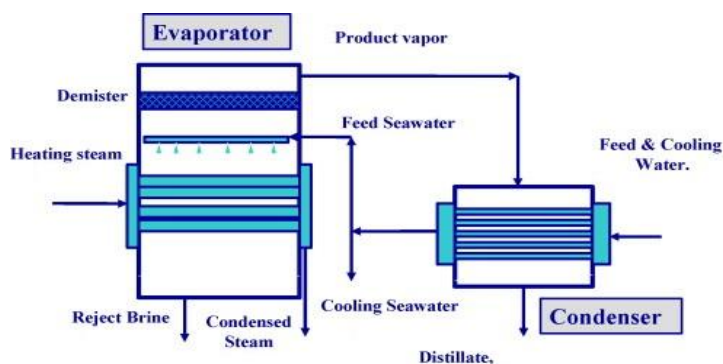 Evaporator
Product vapor
Demister
Feed Seawater
Heating steam
Feed & Cooling
Water.
Cooling Seawater
Reject Brine
Condensed
Steam
Condenser
Distillate,